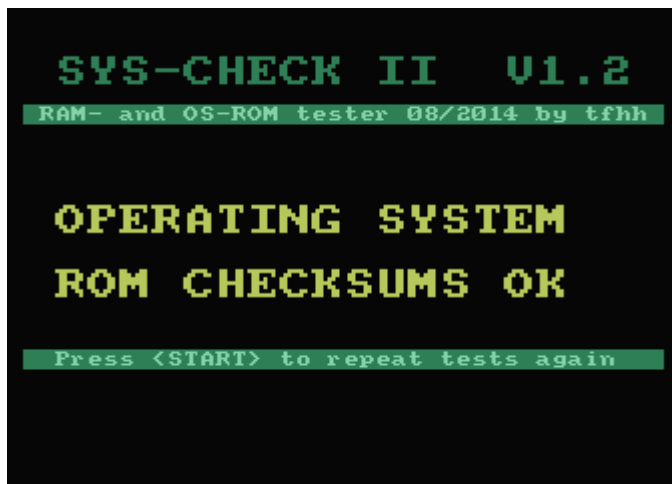 SYS-CHECK II V1.2
RAM- and OS-ROM tester 08/2014 by tfhh
OPERATING SYSTEM
ROM CHECKSUMS OK
Press <START> to repeat tests again